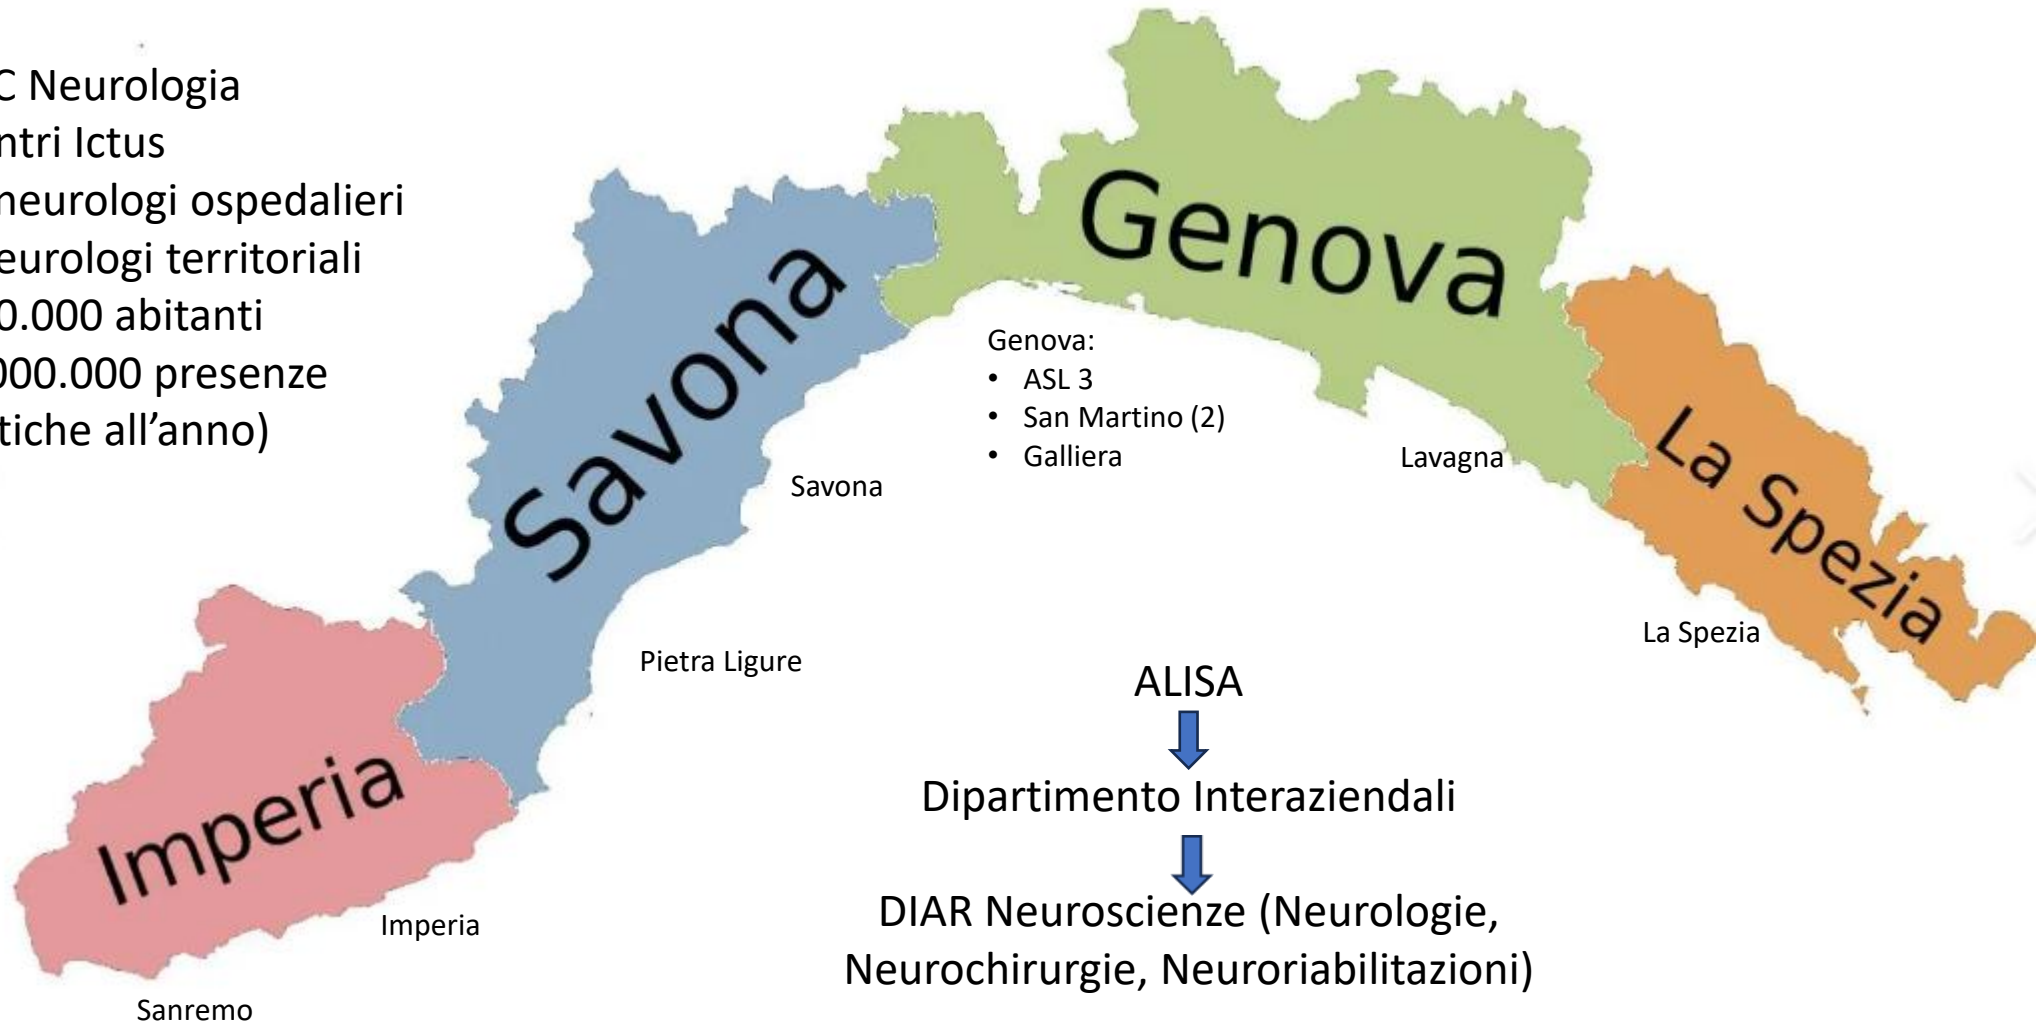 C Neurologia
ntri Ictus
neurologi ospedalieri
eurologi territoriali
0.000 abitanti
000.000 presenze
tiche all’anno)
Genova
Savona
Imperia
La Spezia
Genova:
• ASL 3
• San Martino (2)
• Galliera
Lavagna
Savona
La Spezia
Pietra Ligure
Imperia
Sanremo
ALISA
Dipartimento Interaziendali
DIAR Neuroscienze (Neurologie,
Neurochirurgie, Neuroriabilitazioni)